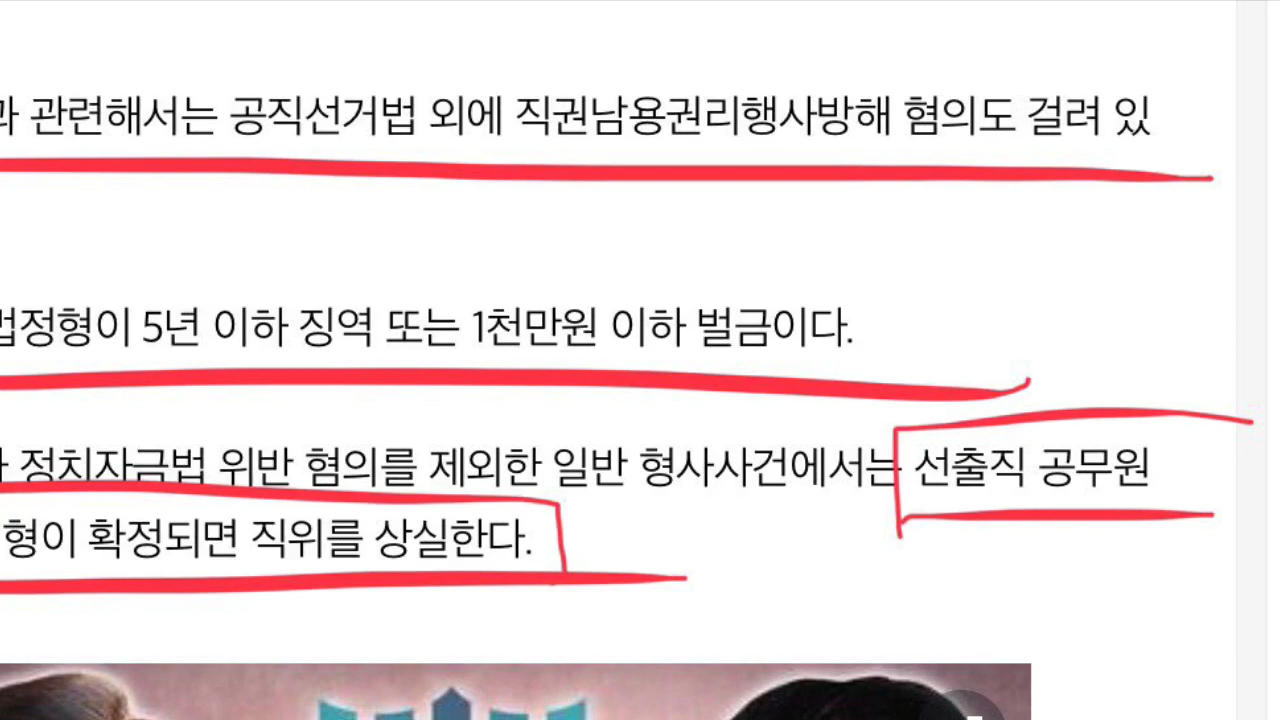 관련해서는 공직선거법 외에 직권남용권리행사방해 혐의도 걸려 있
법정형이 5년 이하 징역 또는 1천만원 이하 벌금이다.
정치자금법 위반 혐의를 제외한 일반 형사사건에서는 선출직 공무원
형이 확정되면 직위를 상실한다.